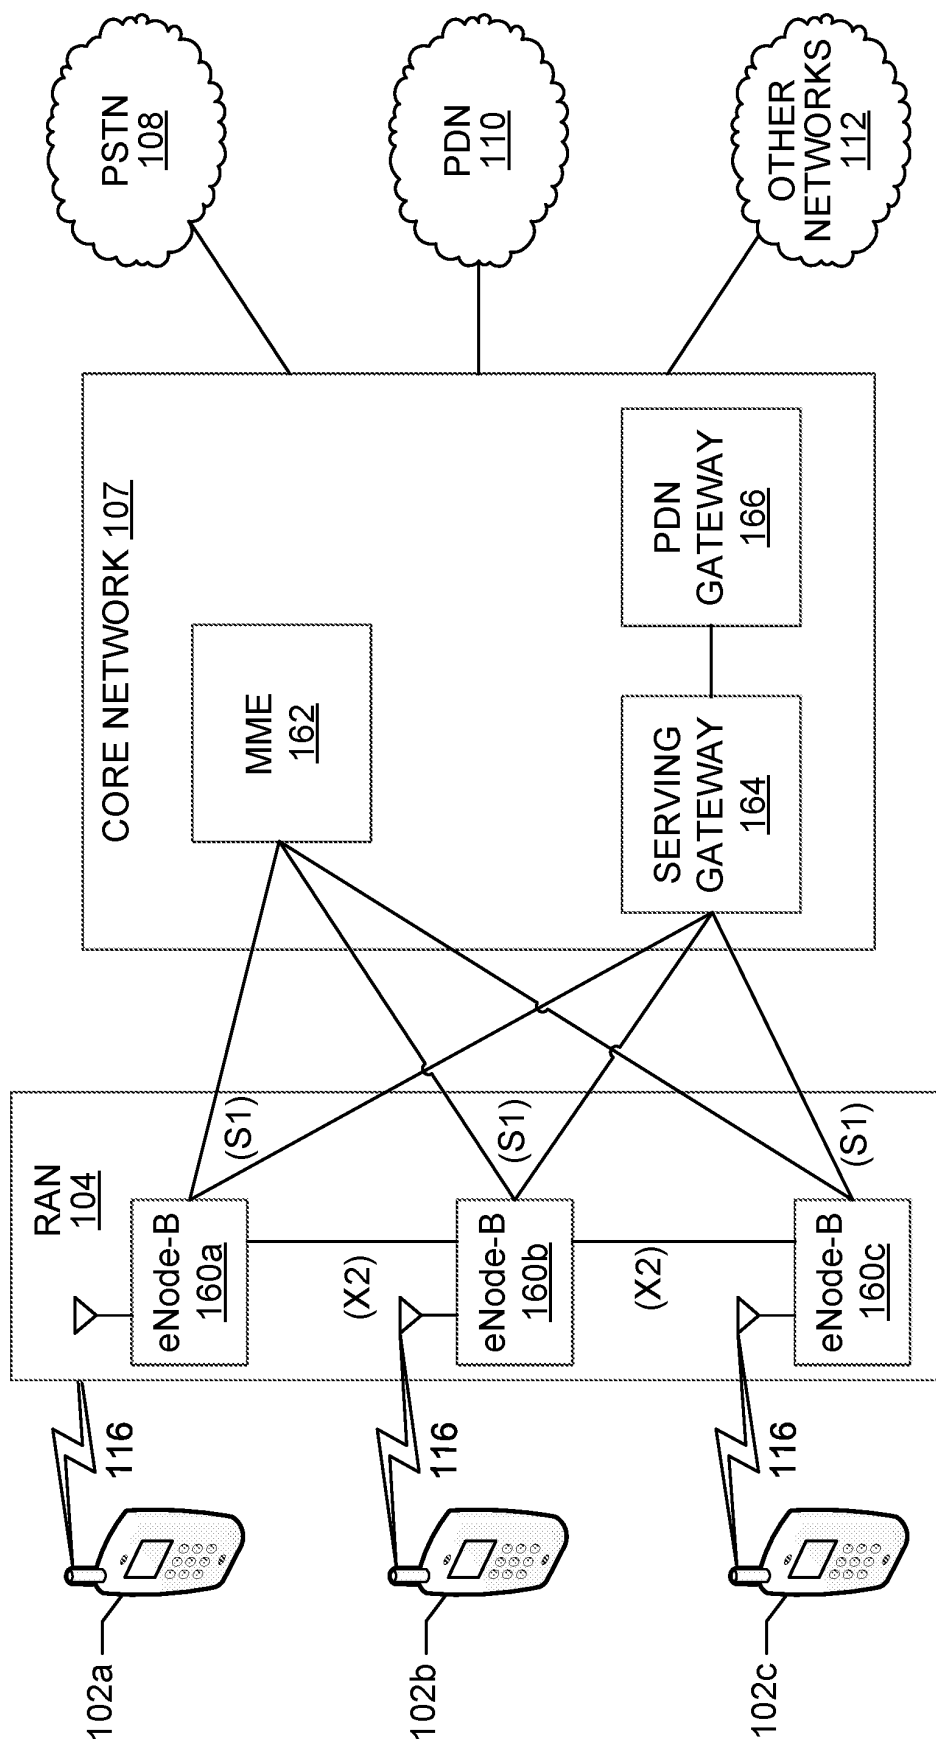 102a
102b
102c
116
116
116
RAN
104
eNode-B
160a
eNode-B
160b
eNode-B
160c
(X2)
(X2)
(S1)
(S1)
(S1)
CORE NETWORK 107
MME
162
SERVING
GATEWAY
164
PDN
GATEWAY
166
PSTN
108
PDN
110
OTHER
NETWORKS
112